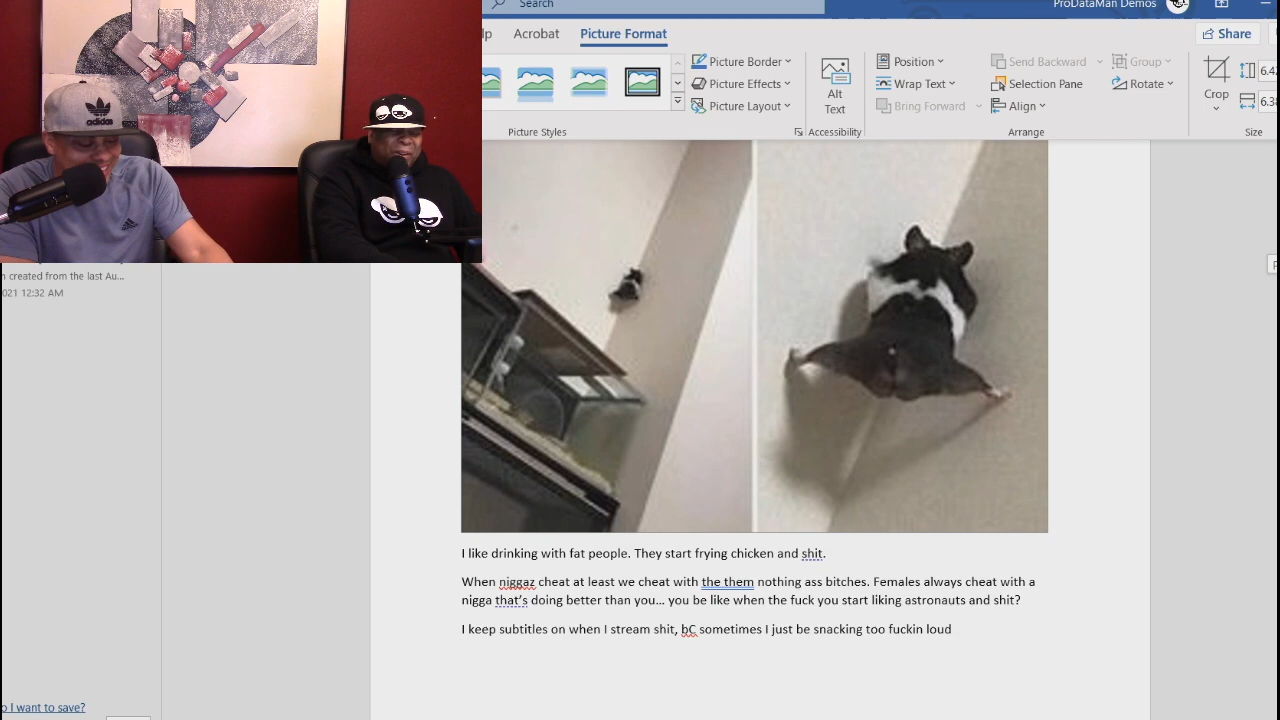 Search
ProDataMan Demos
lp Acrobat Picture Format
Share
Picture Border
Picture Effects
Picture Layout
Picture Styles
Alt
Text
Accessibility
Position
Wrap Text
Bring Forward
Send Backward
Selection Pane
Align
Group
Rotate
Arrange
Crop
Size
6.4
6.3
adidas
n created from the last Au...
021 12:32 AM
I like drinking with fat people. They start frying chicken and shit.
When niggaz cheat at least we cheat with the them nothing ass bitches. Females always cheat with a
nigga that’s doing better than you... you be like when the fuck you start liking astronauts and shit?
I keep subtitles on when I stream shit, bC sometimes I just be snacking too fuckin loud
o I want to save?